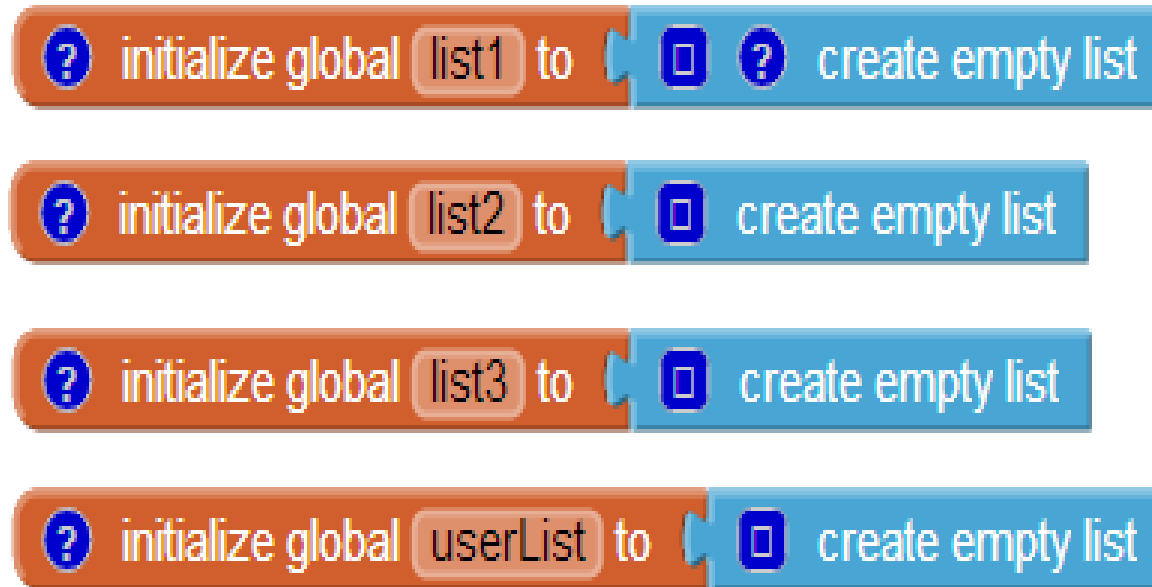 ? initialize global list1 to ? create empty list
? initialize global list2 to create empty list
? initialize global list3 to create empty list
? initialize global userList to create empty list